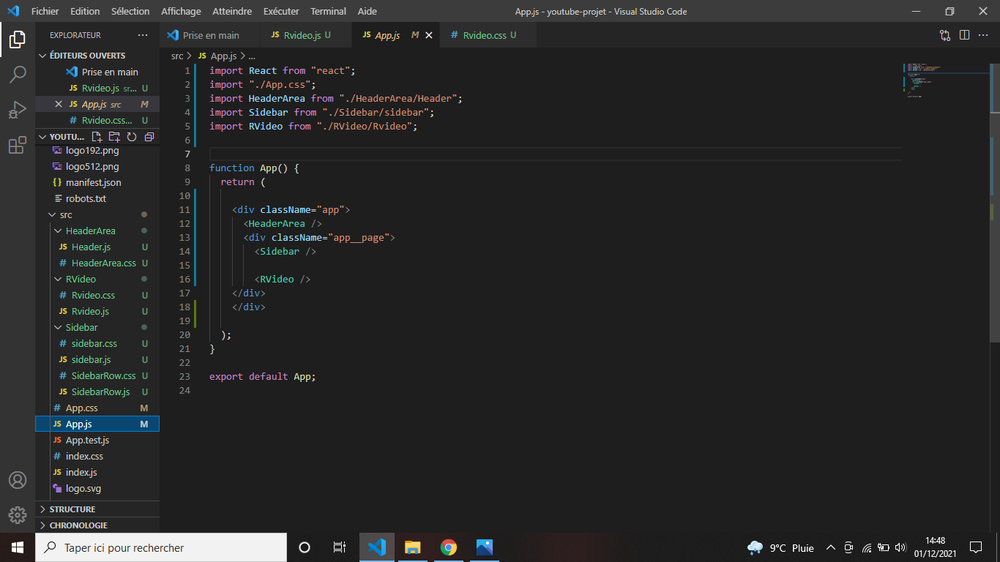 Fichier Edition Sélection Affichage Atteindre Exécuter Terminal Aide
App.js - youtube-projet - Visual Studio Code
EXPLORATEUR
ÉDITEURS OUVERTS
Prise en main
Rvideo.js sr... U
App.js src M
Rvideo.css... U
YOUTU...
logo192.png
logo512.png
{} manifest.json
robots.txt
src
HeaderArea
JS Header.js U
# HeaderArea.css U
RVideo
# Rvideo.css U
JS Rvideo.js U
Sidebar
# sidebar.css U
JS sidebar.js U
# SidebarRow.css U
JS SidebarRow.js U
# App.css M
JS App.js M
JS App.test.js
# index.css
JS index.js
logo.svg
STRUCTURE
CHRONOLOGIE
Prise en main
JS Rvideo.js U
JS App.js M
# Rvideo.css U
src > JS App.js > ...
1 import React from "react";
2 import "./App.css";
3 import HeaderArea from "./HeaderArea/Header";
4 import Sidebar from "./Sidebar/sidebar";
5 import RVideo from "./RVideo/Rvideo";
6
7
8 function App() {
9 return (
10
11 <div className="app">
12 <HeaderArea />
13 <div className="app__page">
14 <Sidebar />
15
16 <RVideo />
17 </div>
18 </div>
19
20 );
21 }
22
23 export default App;
24
Taper ici pour rechercher
9°C Pluie
14:48
01/12/2021